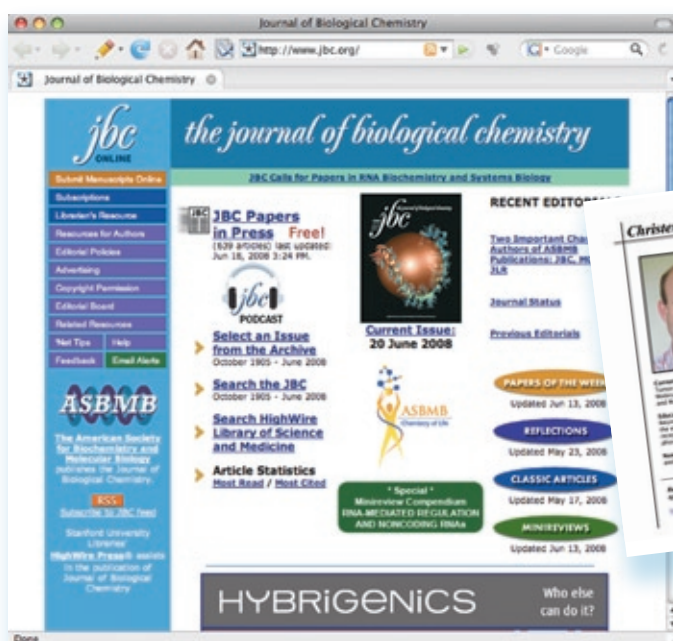 Journal of Biological Chemistry
http://www.jbc.org/
Google
Journal of Biological Chemistry
jbc
ONLINE
the journal of biological chemistry
JBC Calls for Papers in RNA Biochemistry and Systems Biology
Submit Manuscripts Online
Subscriptions
Librarian's Resource
Resources for Authors
Editorial Policies
Advertising
Copyright Permission
Editorial Board
Related Resources
'Net Tips
Help
Feedback
Email Alerts
ASBMB
The American Society
for Biochemistry and
Molecular Biology
publishes the Journal of
Biological Chemistry.
RSS
Subscribe to JBC feed
Stanford University
Libraries'
HighWire Press® assists
in the publication of
Journal of Biological
Chemistry
JBC
JBC Papers
in Press Free!
(639 articles) last updated:
Jun 18, 2008 3:24 PM.
jbc
PODCAST
Select an Issue
from the Archive
October 1905 - June 2008
Search the JBC
October 1905 - June 2008
Search HighWire
Library of Science
and Medicine
Article Statistics
Most Read / Most Cited
jbc
Current Issue:
20 June 2008
ASBMB
Chemistry of Life
* Special *
Minireview Compendium
RNA-MEDIATED REGULATION
AND NONCODING RNAs
RECENT
Two Important
Authors of ASBMB
Publications: JBC,
JLR
Journal Status
Previous Editorials
PAPERS OF THE WEEK
Updated Jun 13, 2008
REFLECTIONS
Updated May 23, 2008
CLASSIC ARTICLES
Updated May 17, 2008
MINIREVIEWS
Updated Jun 13, 2008
HYBRiGENiCS
Who else
can do it?
Done